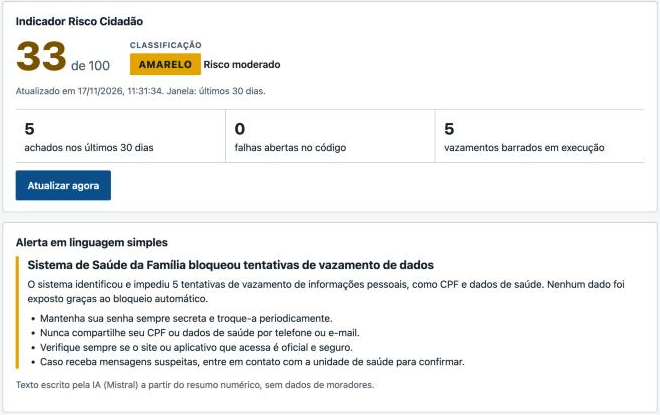 Indicador Risco Cidadão
33 de 100
CLASSIFICAÇÃO
AMARELO Risco moderado
Atualizado em 17/11/2026, 11:31:34. Janela: últimos 30 dias.
5
achados nos últimos 30 dias
0
falhas abertas no código
5
vazamentos barrados em execução
Atualizar agora
Alerta em linguagem simples
Sistema de Saúde da Família bloqueou tentativas de vazamento de dados
O sistema identificou e impediu 5 tentativas de vazamento de informações pessoais, como CPF e dados de saúde. Nenhum dado foi
exposto graças ao bloqueio automático.
• Mantenha sua senha sempre secreta e troque-a periodicamente.
• Nunca compartilhe seu CPF ou dados de saúde por telefone ou e-mail.
• Verifique sempre se o site ou aplicativo que acessa é oficial e seguro.
• Caso receba mensagens suspeitas, entre em contato com a unidade de saúde para confirmar.
Texto escrito pela IA (Mistral) a partir do resumo numérico, sem dados de moradores.